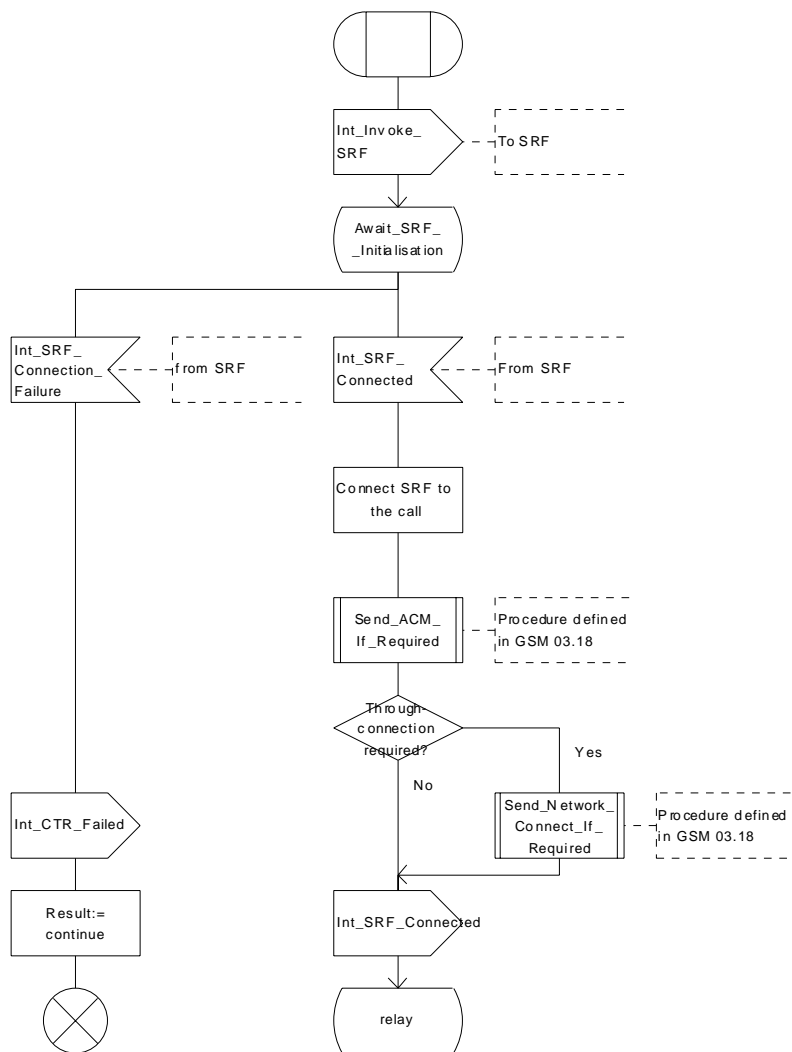 Int_Invoke_
SRF
To SRF
Await_SRF_
_Initialisation
Int_SRF_
Connection_
Failure
from SRF
Int_SRF_
Connected
From SRF
Connect SRF to
the call
Send_ACM_
If_Required
Procedure defined
in GSM 03.18
Through-
connection
required?
Yes
No
Int_CTR_Failed
Send_Network_
Connect_If_
Required
Procedure defined
in GSM 03.18
Result:=
continue
Int_SRF_Connected
relay